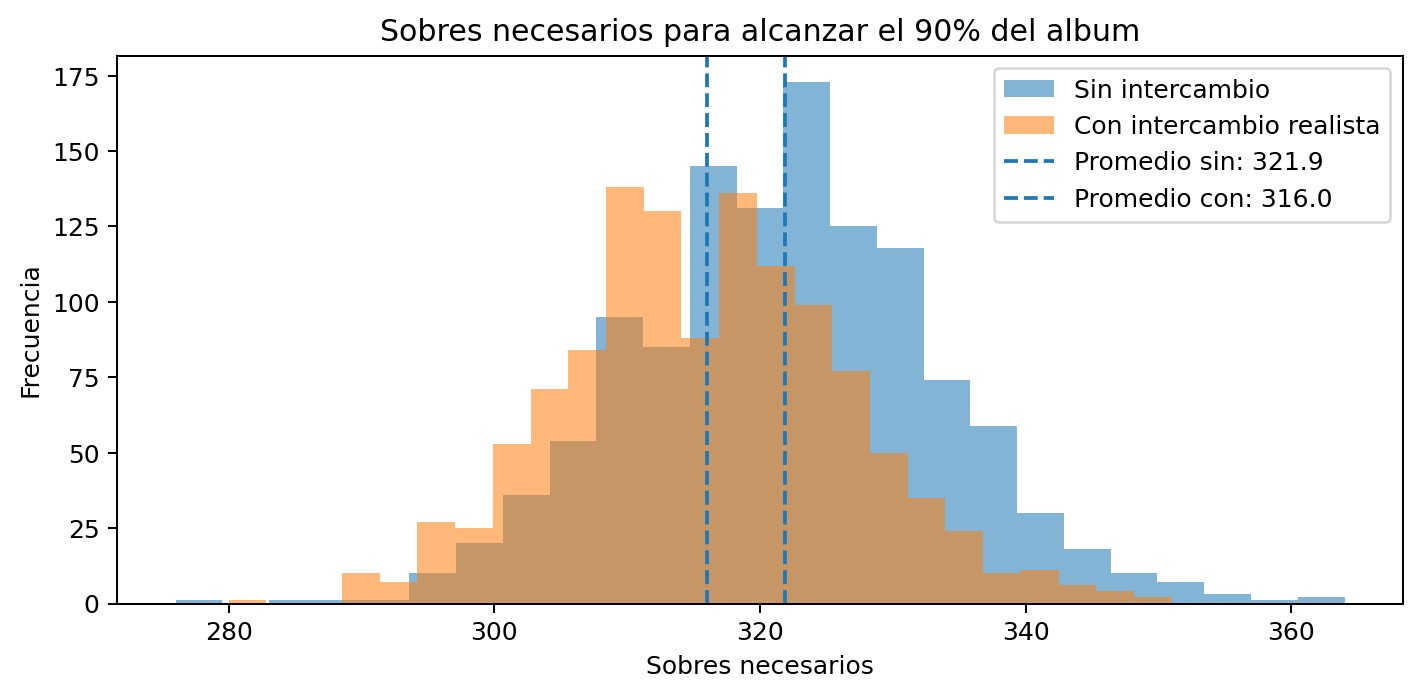 Sobres necesarios para alcanzar el 90% del album
175
150
125
100
75
50
25
0
Frecuencia
Sin intercambio
Con intercambio realista
Promedio sin: 321.9
Promedio con: 316.0
280
300
320
340
360
Sobres necesarios